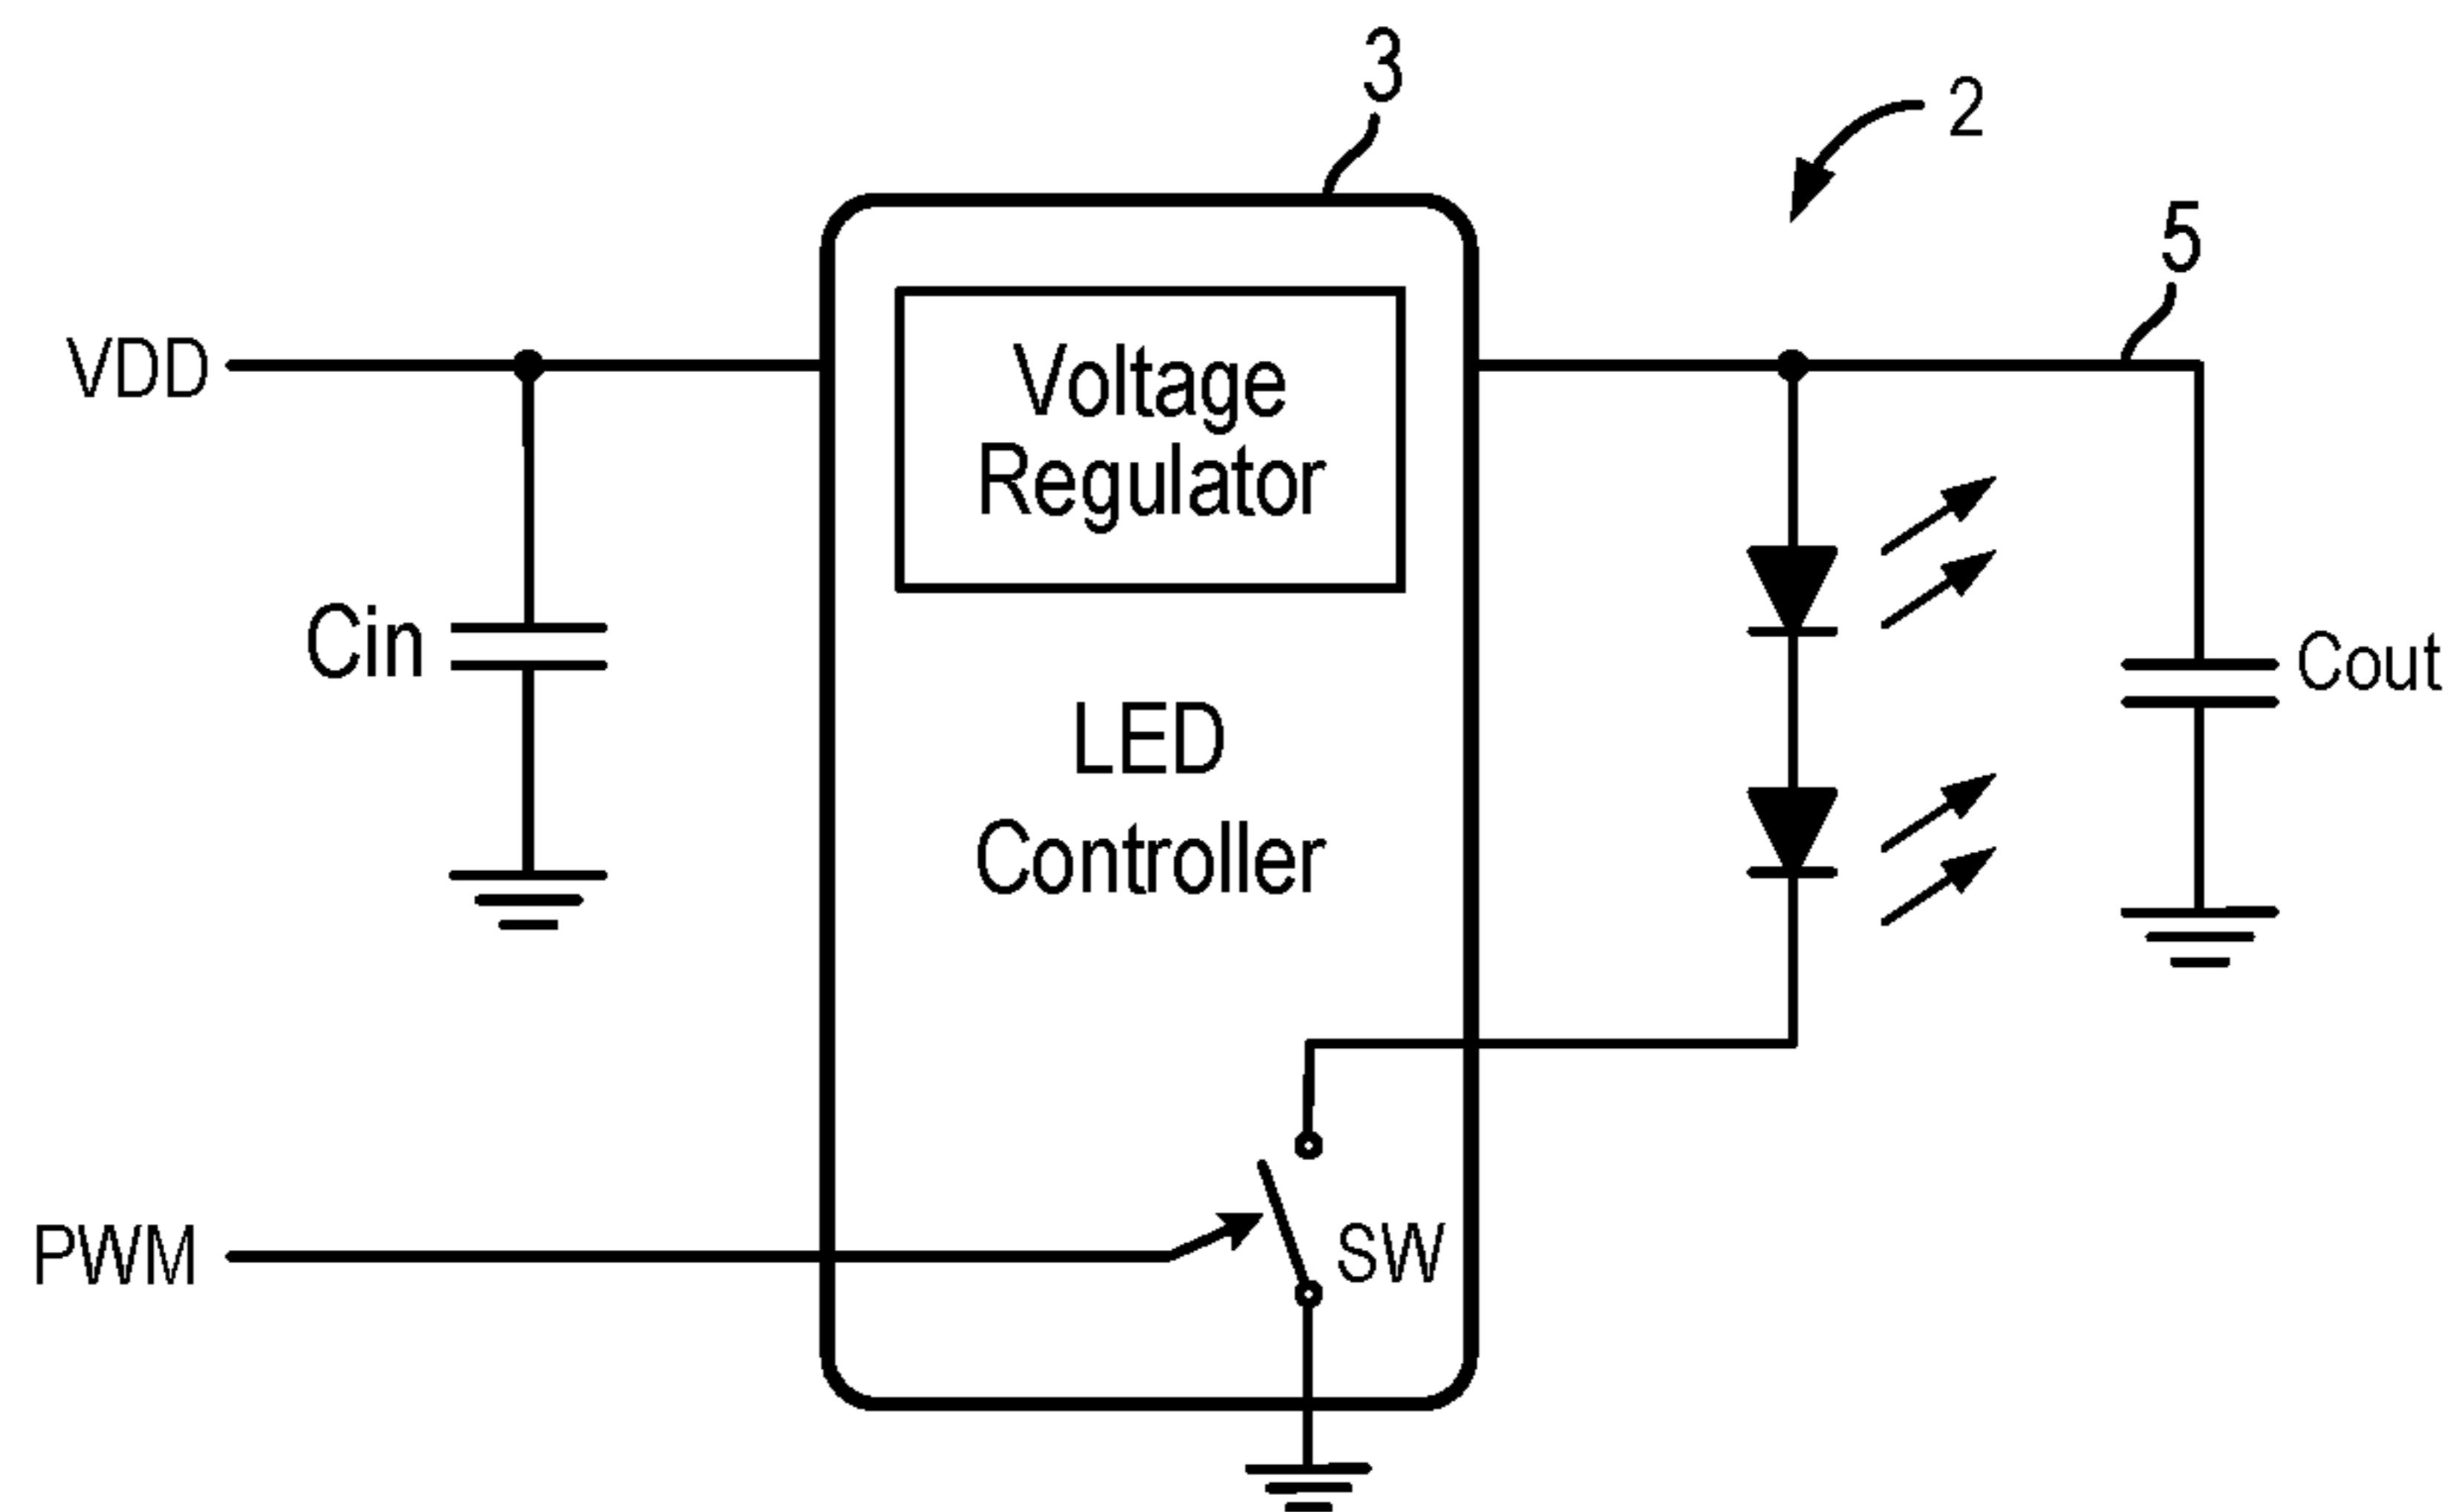 3
2
5
VDD
Voltage
Regulator
Cin
Cout
LED
Controller
PWM
SW